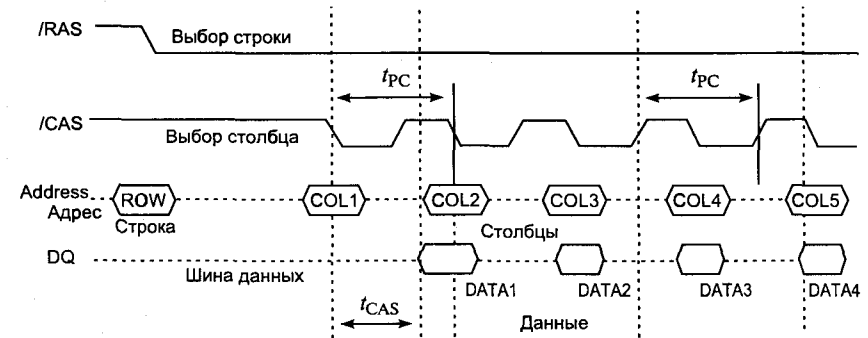 /RAS
Выбор строки
tPC tPC
/CAS
Выбор столбца
Address
Адрес
ROW COL1 COL2 COL3 COL4 COL5
Строка
Столбцы
DQ
Шина данных
DATA1 DATA2 DATA3 DATA4
tCAS
Данные